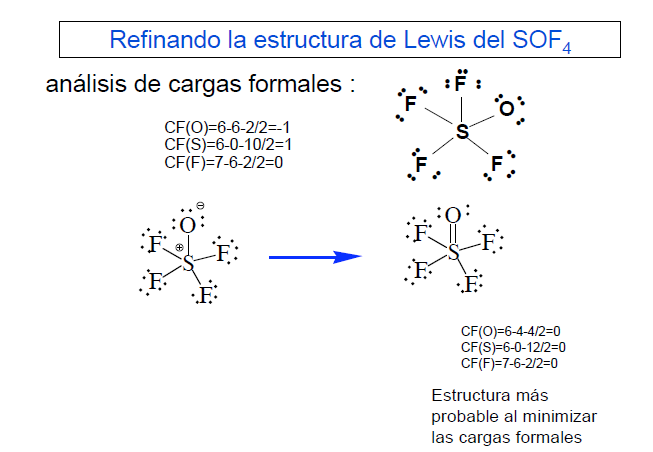 Refinando la estructura de Lewis del SOF4
análisis de cargas formales :
CF(O)=6-6-2/2=-1
CF(S)=6-0-10/2=1
CF(F)=7-6-2/2=0
F
F
O
S
F
F
⊖
O
F
⊕
F
S
F
F
O
F
F
S
F
F
CF(O)=6-4-4/2=0
CF(S)=6-0-12/2=0
CF(F)=7-6-2/2=0
Estructura más
probable al minimizar
las cargas formales